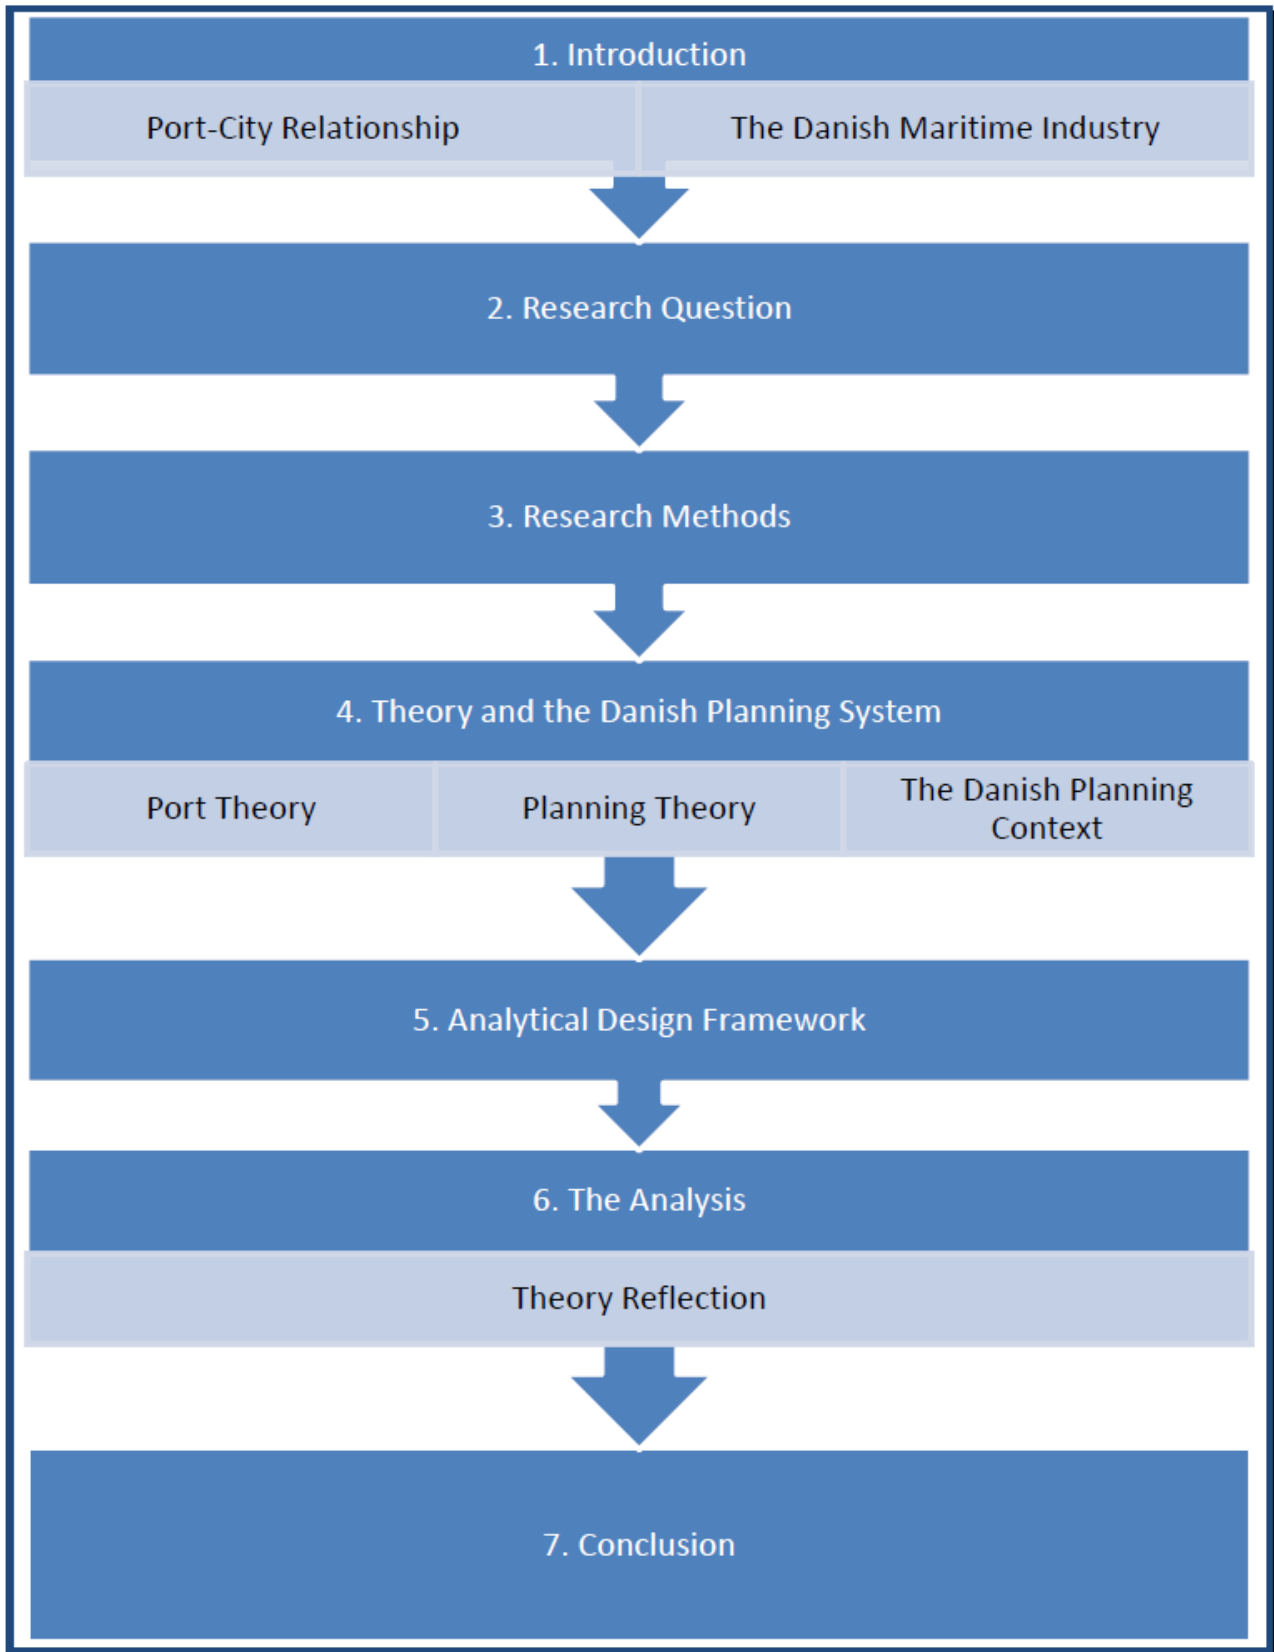 1. Introduction
Port-City Relationship
The Danish Maritime Industry
2. Research Question
3. Research Methods
4. Theory and the Danish Planning System
Port Theory
Planning Theory
The Danish Planning
Context
5. Analytical Design Framework
6. The Analysis
Theory Reflection
7. Conclusion